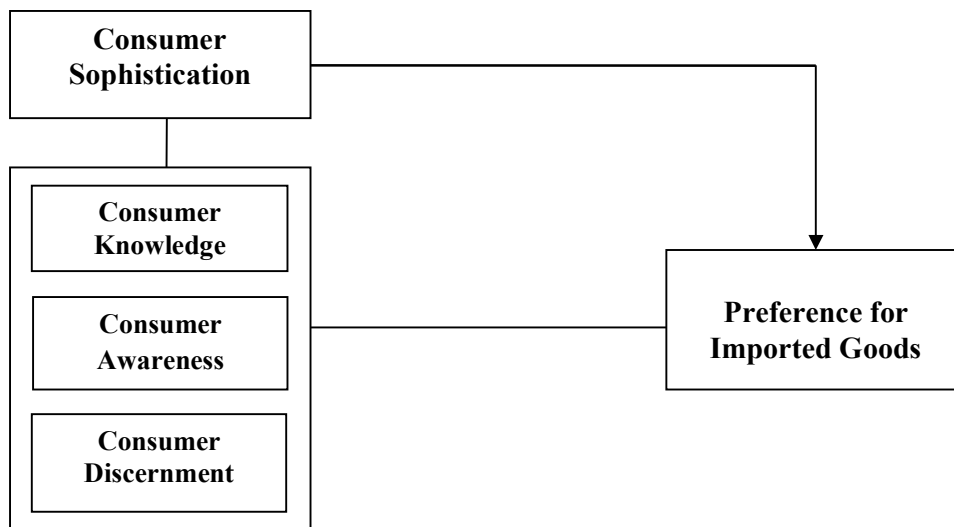 Consumer
Sophistication
Consumer
Knowledge
Consumer
Awareness
Consumer
Discernment
Preference for
Imported Goods